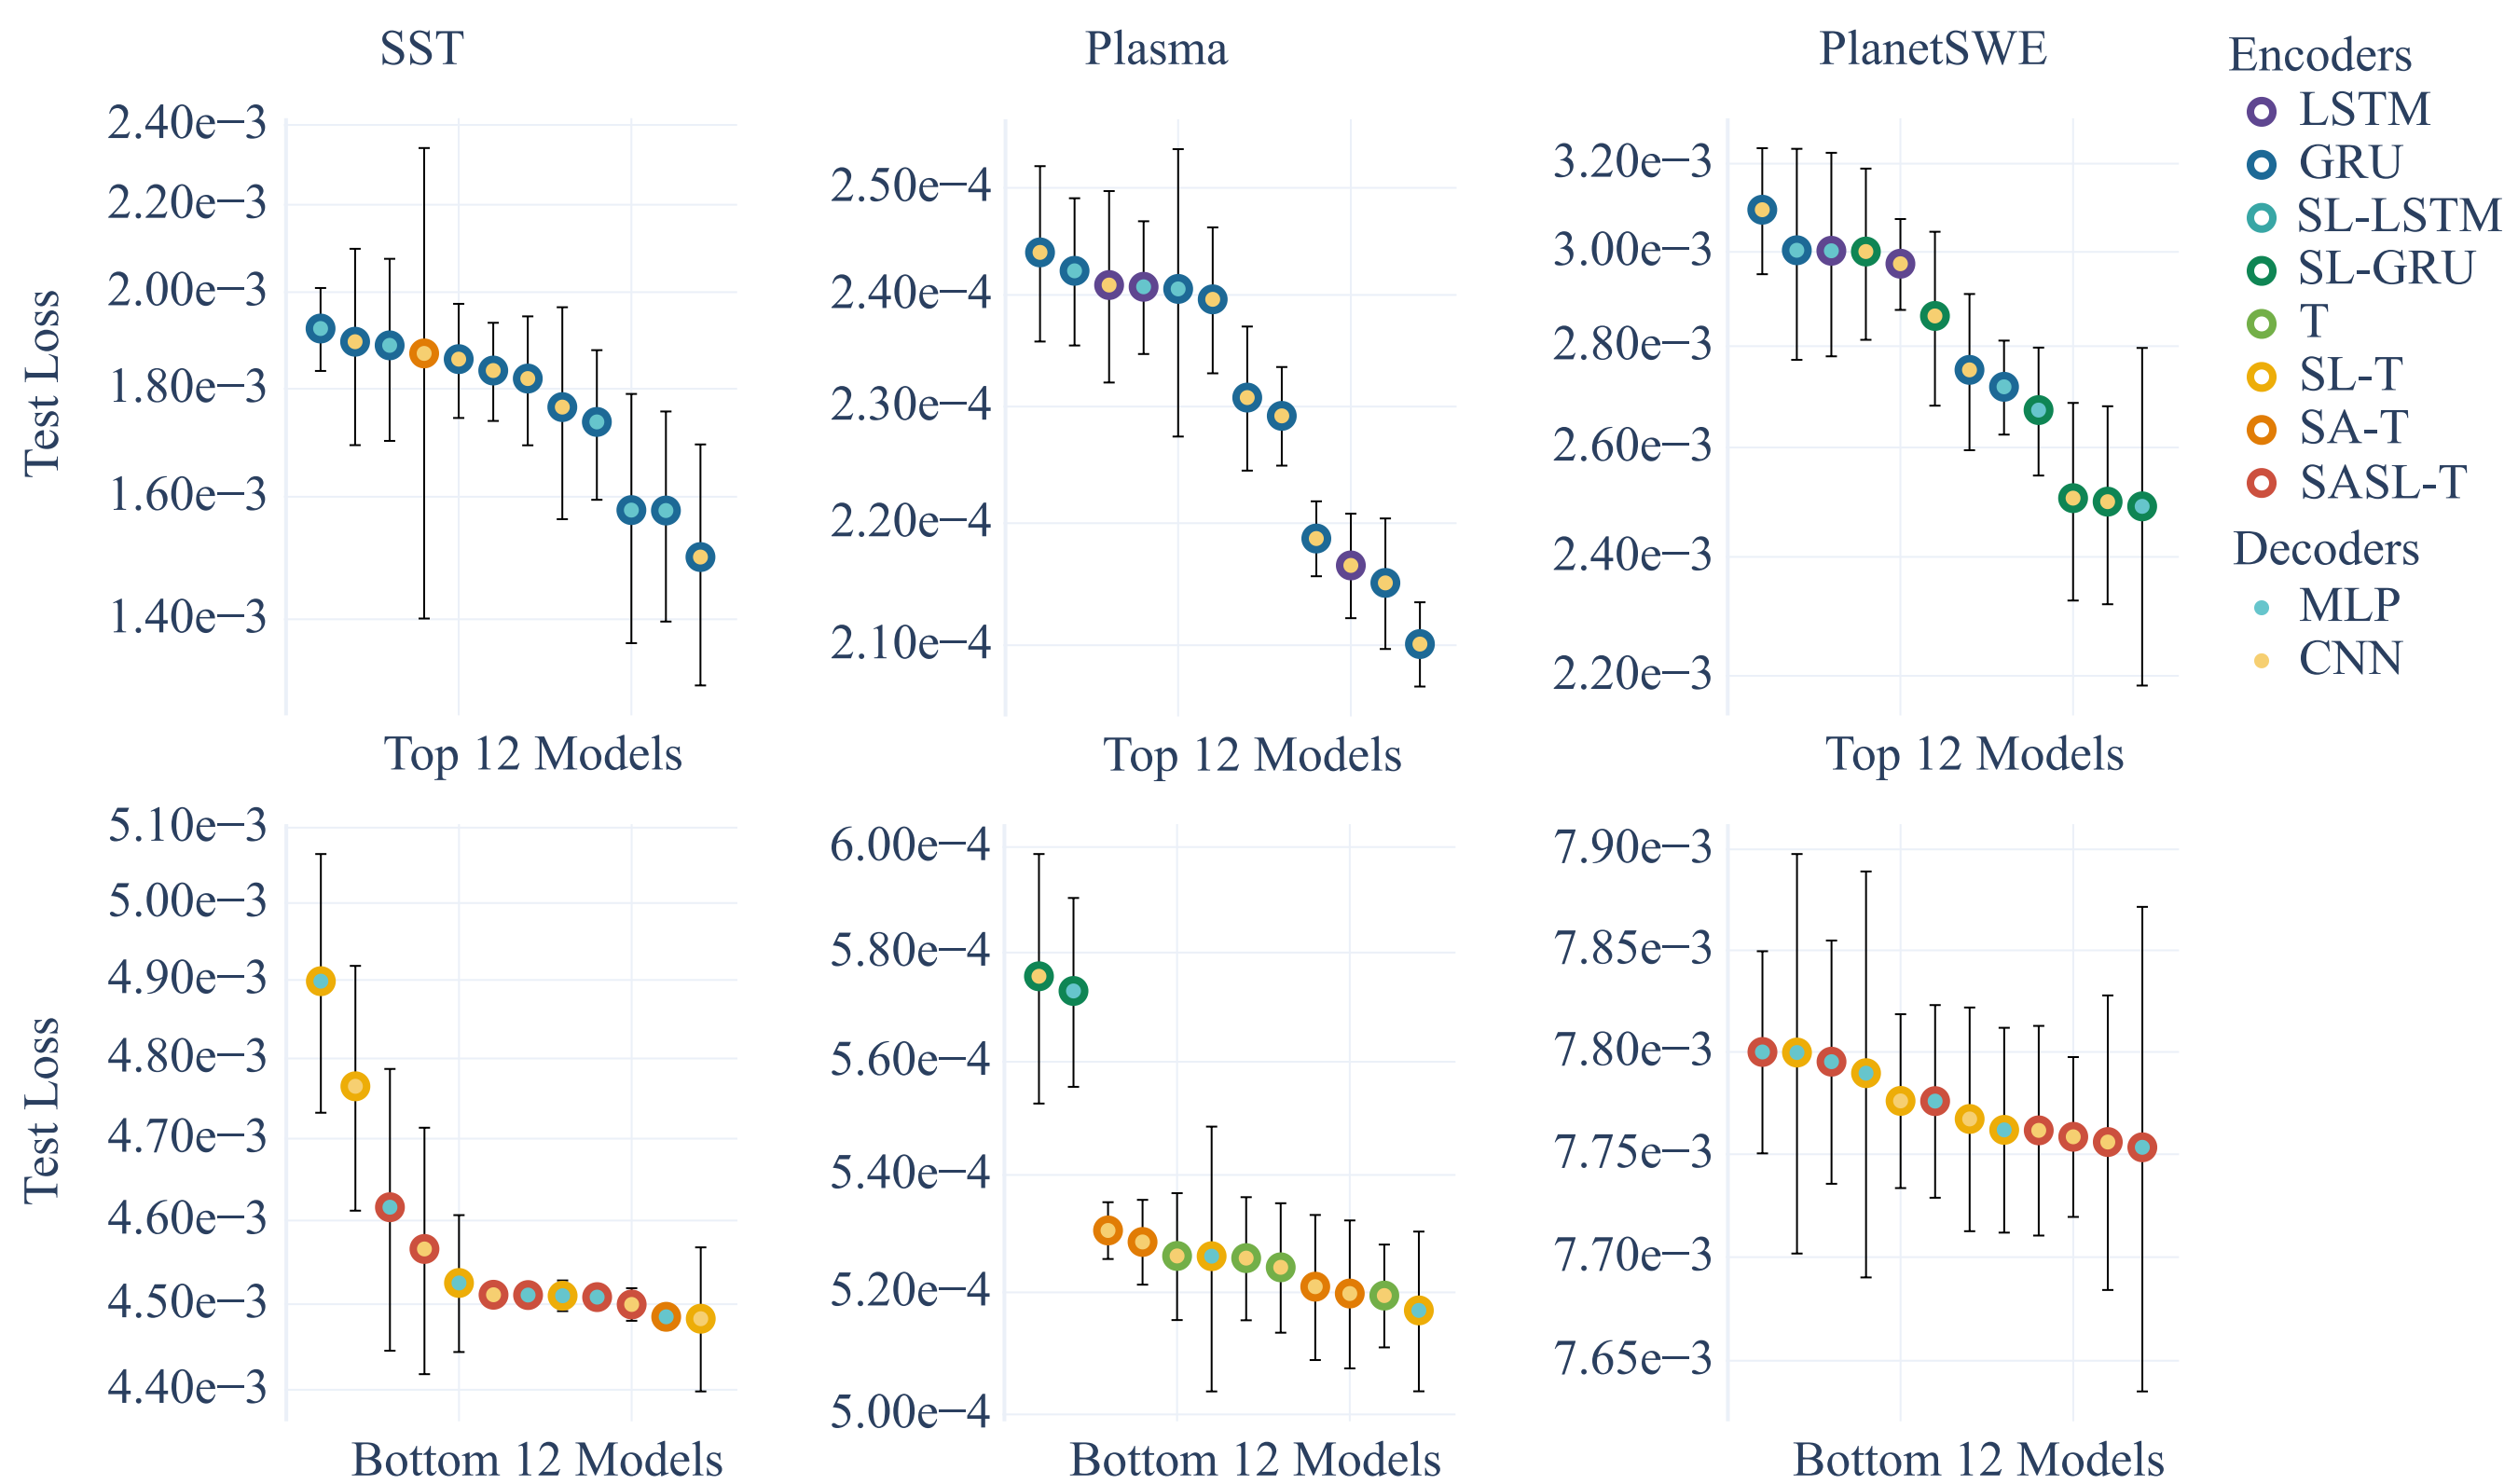 SST
Plasma
PlanetSWE
Test Loss
2.40e−3
2.20e−3
2.00e−3
1.80e−3
1.60e−3
1.40e−3
Top 12 Models
2.50e−4
2.40e−4
2.30e−4
2.20e−4
2.10e−4
Top 12 Models
3.20e−3
3.00e−3
2.80e−3
2.60e−3
2.40e−3
2.20e−3
Top 12 Models
Encoders
LSTM
GRU
SL-LSTM
SL-GRU
T
SL-T
SA-T
SASL-T
Decoders
MLP
CNN
Test Loss
5.10e−3
5.00e−3
4.90e−3
4.80e−3
4.70e−3
4.60e−3
4.50e−3
4.40e−3
Bottom 12 Models
6.00e−4
5.80e−4
5.60e−4
5.40e−4
5.20e−4
5.00e−4
Bottom 12 Models
7.90e−3
7.85e−3
7.80e−3
7.75e−3
7.70e−3
7.65e−3
Bottom 12 Models